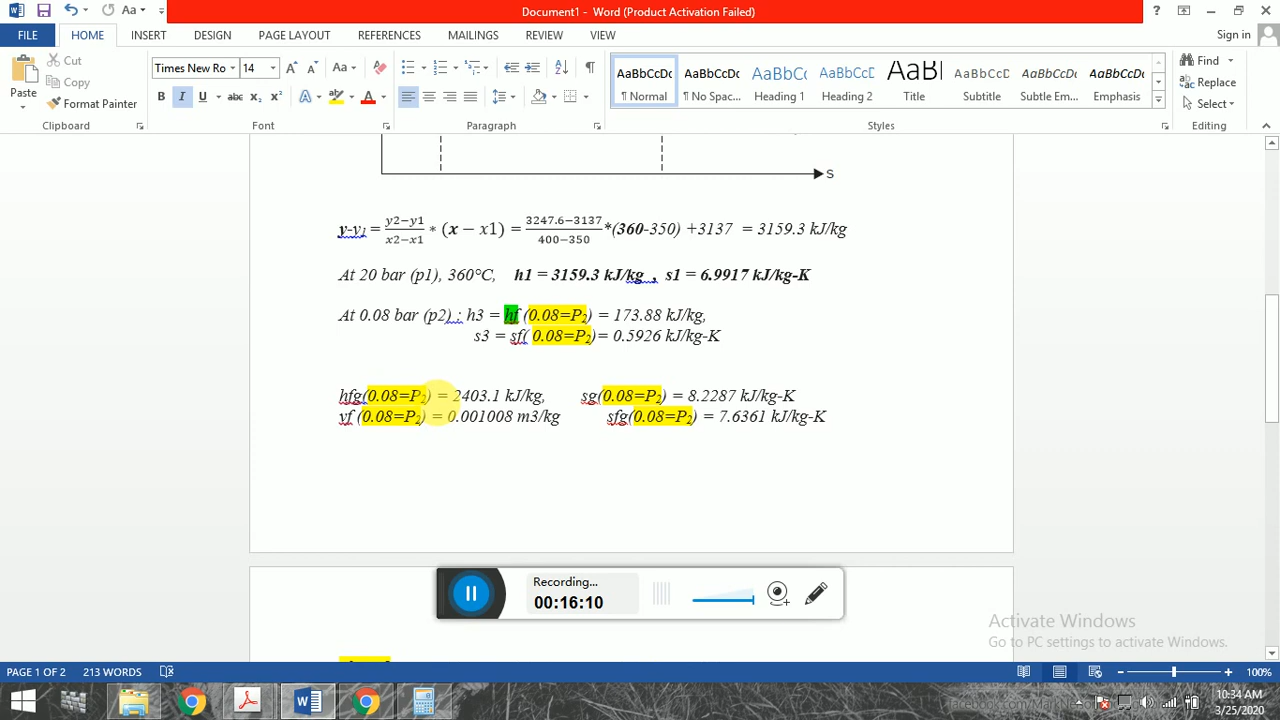 Document1 - Word (Product Activation Failed)
FILE HOME INSERT DESIGN PAGE LAYOUT REFERENCES MAILINGS REVIEW VIEW Sign in
Cut
Copy
Format Painter
Paste
Clipboard
Times New Ro 14
Font
Paragraph
AaBbCcDc AaBbCcDc AaBbCc AaBbCcD AaBl AaBbCcD AaBbCcDc AaBbCcDc
¶ Normal ¶ No Spac... Heading 1 Heading 2 Title Subtitle Subtle Em... Emphasis
Styles
Find
Replace
Select
Editing
S
y-y1 = y2−y1/x2−x1 ∗ (x − x1) = 3247.6−3137/400−350 *(360-350) +3137 = 3159.3 kJ/kg
At 20 bar (p1), 360°C, h1 = 3159.3 kJ/kg , s1 = 6.9917 kJ/kg-K
At 0.08 bar (p2) : h3 = hf (0.08=P2) = 173.88 kJ/kg,
s3 = sf( 0.08=P2)= 0.5926 kJ/kg-K
hfg(0.08=P2) = 2403.1 kJ/kg, sg(0.08=P2) = 8.2287 kJ/kg-K
vf (0.08=P2) = 0.001008 m3/kg sfg(0.08=P2) = 7.6361 kJ/kg-K
Recording...
00:16:10
Activate Windows
Go to PC settings to activate Windows.
PAGE 1 OF 2 213 WORDS 100%
10:34 AM
3/25/2020